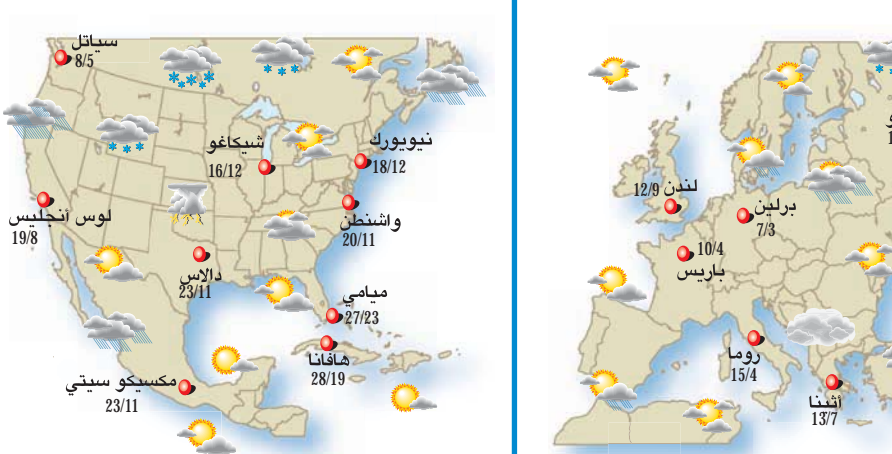 سياتل
8/5
شيكاغو
16/12
نيويورك
18/12
لوس أنجليس
19/8
واشنطن
20/11
دالاس
23/11
ميامي
27/23
هافانا
28/19
مكسيكو سيتي
23/11
لندن
12/9
برلين
7/3
10/4
باريس
روما
15/4
أثينا
13/7